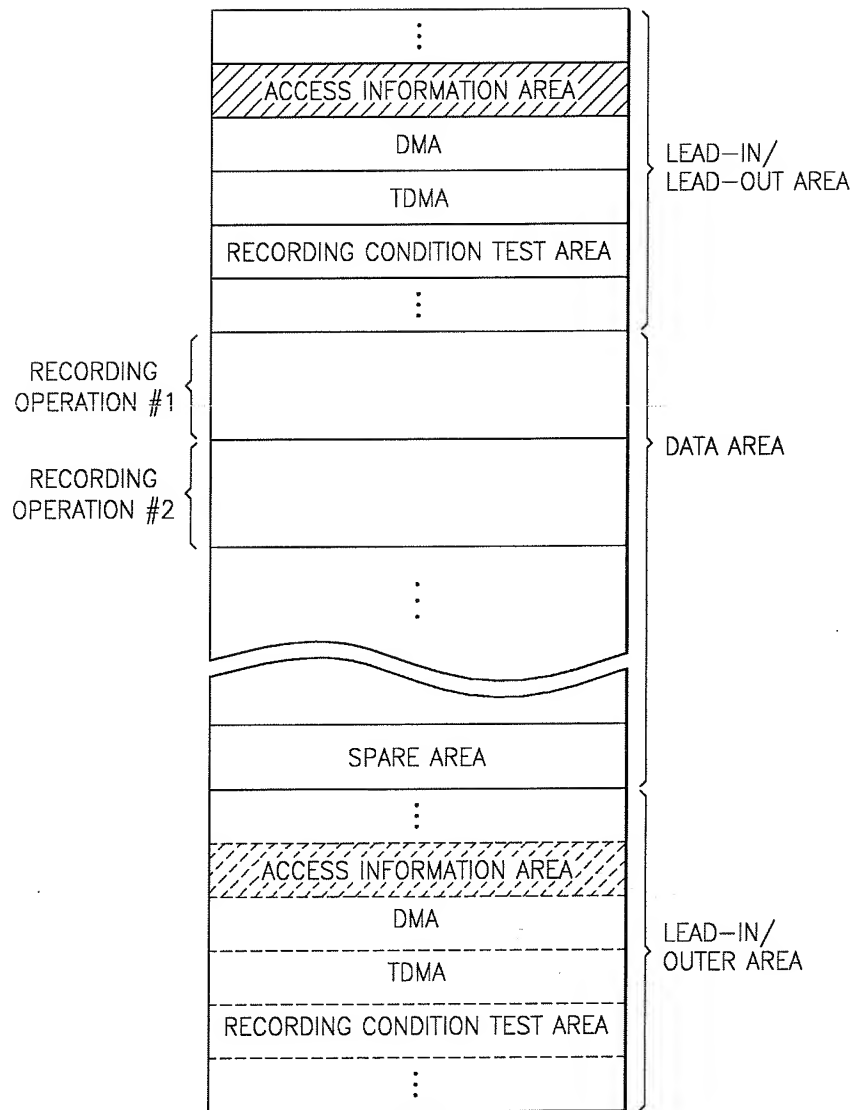 ACCESS INFORMATION AREA
DMA
TDMA
RECORDING CONDITION TEST AREA
LEAD-IN/
LEAD-OUT AREA
RECORDING
OPERATION #1
RECORDING
OPERATION #2
DATA AREA
SPARE AREA
ACCESS INFORMATION AREA
DMA
TDMA
RECORDING CONDITION TEST AREA
LEAD-IN/
OUTER AREA